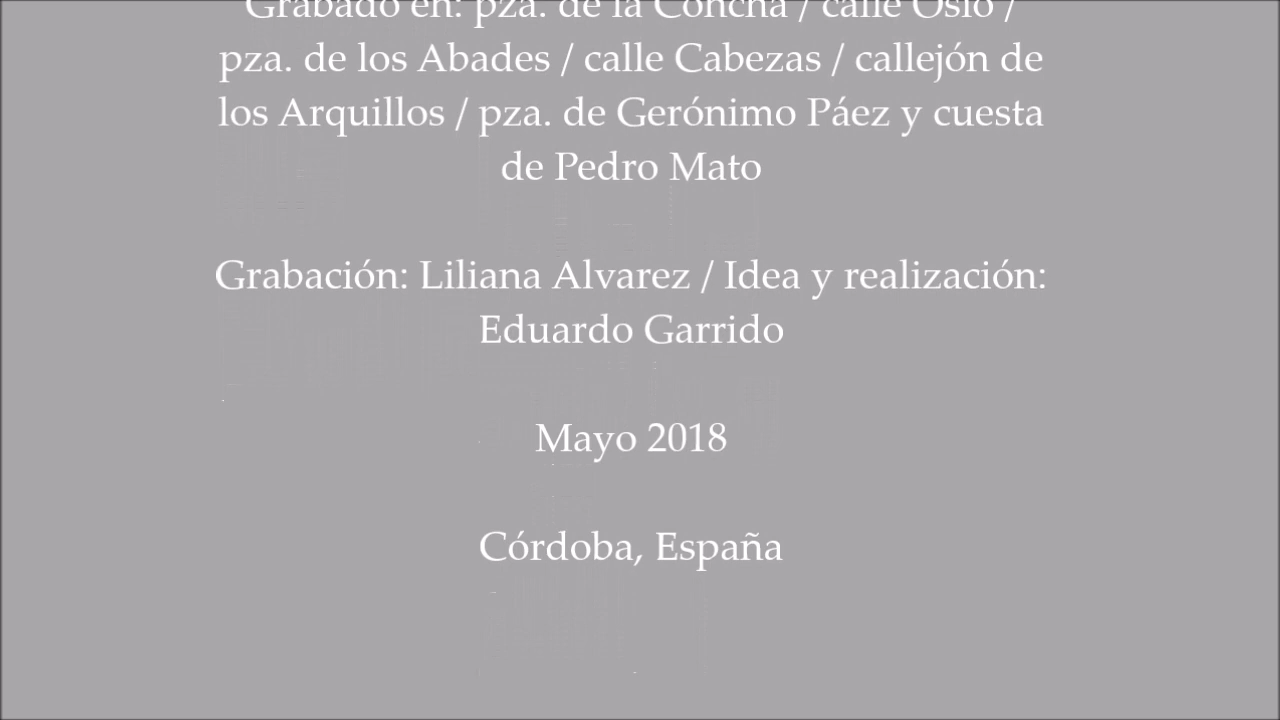 Grabado en: pza. de la Concha / calle Osio /
pza. de los Abades / calle Cabezas / callejón de
los Arquillos / pza. de Gerónimo Páez y cuesta
de Pedro Mato
Grabación: Liliana Alvarez / Idea y realización:
Eduardo Garrido
Mayo 2018
Córdoba, España